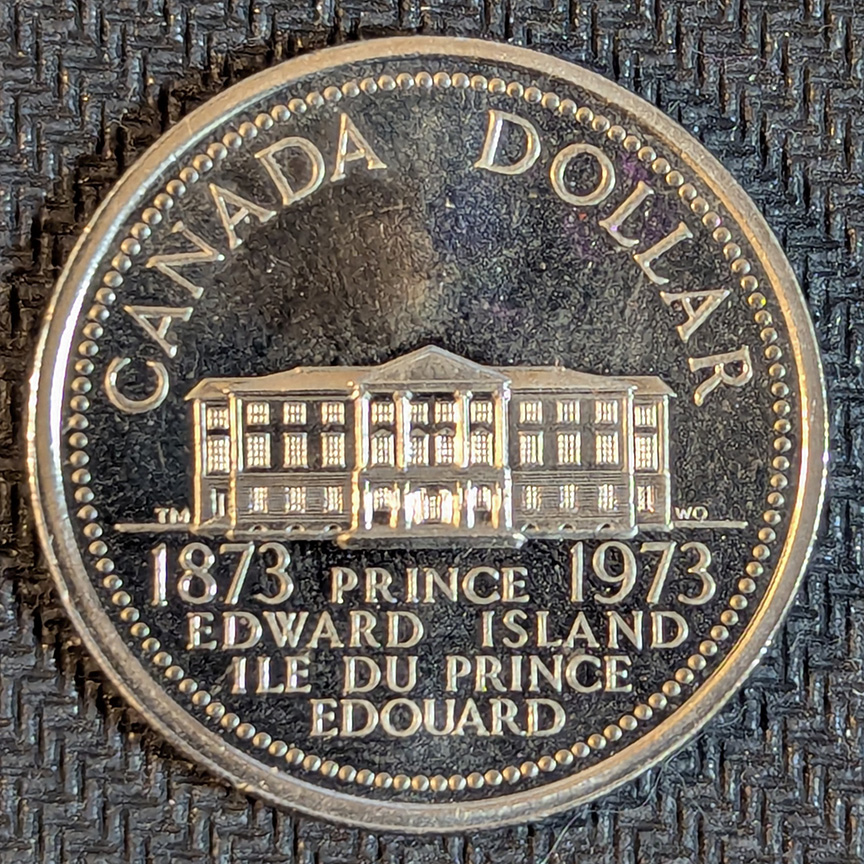 CANADA DOLLAR
TM WO
1873 PRINCE 1973
EDWARD ISLAND
ILE DU PRINCE
EDOUARD